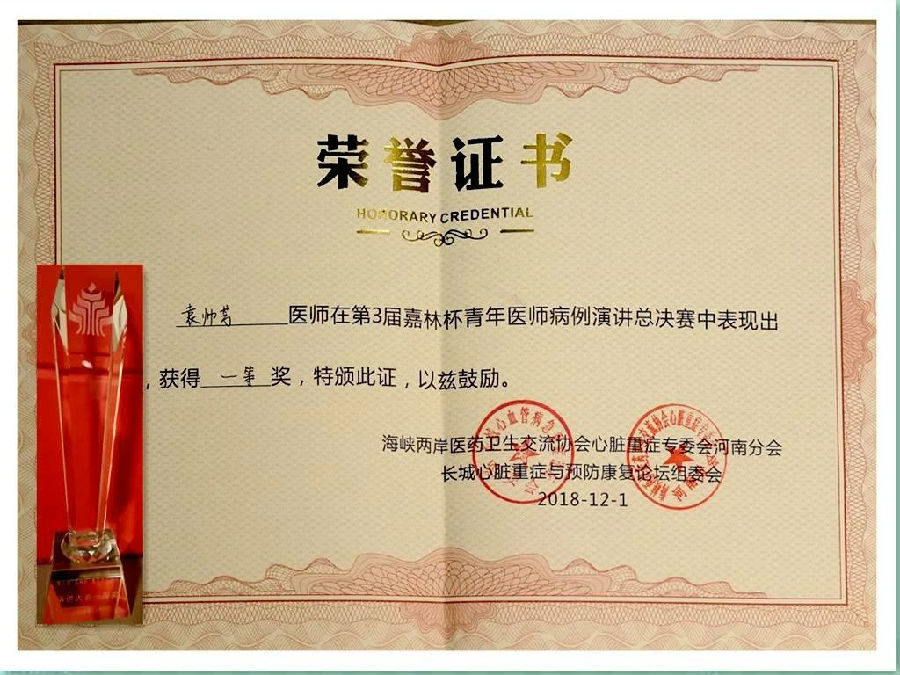 荣誉证书
HONORARY CREDENTIAL
袁帅 医师在第3届嘉林杯青年医师病例演讲总决赛中表现出
，获得 一等 奖，特颁此证，以兹鼓励。
海峡两岸医药卫生交流协会心脏重症专委会河南分会
长城心脏重症与预防康复论坛组委会
2018-12-1